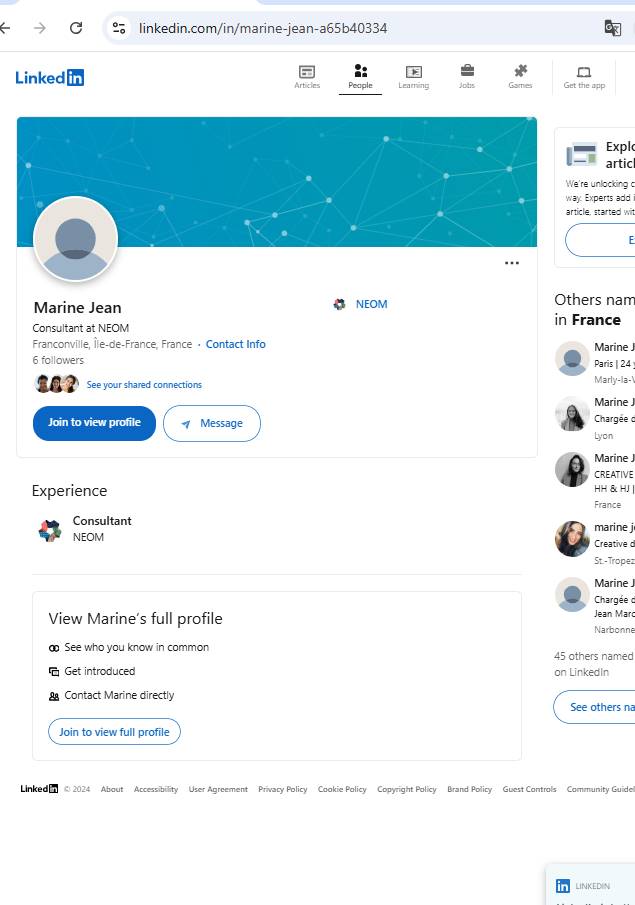 linkedin.com/in/marine-jean-a65b40334
Linked in
Articles
People
Learning
Jobs
Games
Get the app
Marine Jean
Consultant at NEOM
Franconville, Île-de-France, France · Contact Info
6 followers
See your shared connections
Join to view profile
Message
NEOM
Experience
Consultant
NEOM
View Marine's full profile
See who you know in common
Get introduced
Contact Marine directly
Join to view full profile
Explo
articl
We're unlocking c
way. Experts add i
article, started wit
E
Others nam
in France
Marine J
Paris | 24 y
Marly-la-V
Marine J
Chargée d
Lyon
Marine J
CREATIVE
HH & HJ |
France
marine j
Creative d
St.-Tropez
Marine J
Chargée d
Jean Marc
Narbonne
45 others named
on LinkedIn
See others na
Linked in © 2024 About Accessibility User Agreement Privacy Policy Cookie Policy Copyright Policy Brand Policy Guest Controls Community Guidel
in LINKEDIN